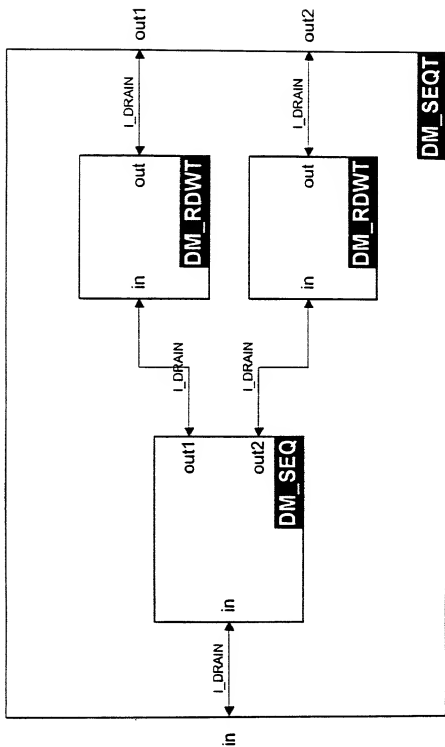 out1
out2
I_DRAIN
I_DRAIN
DM_SEQT
out
DM_RDWT
in
out
DM_RDWT
in
I_DRAIN
I_DRAIN
out1
out2
DM_SEQ
in
I_DRAIN
in